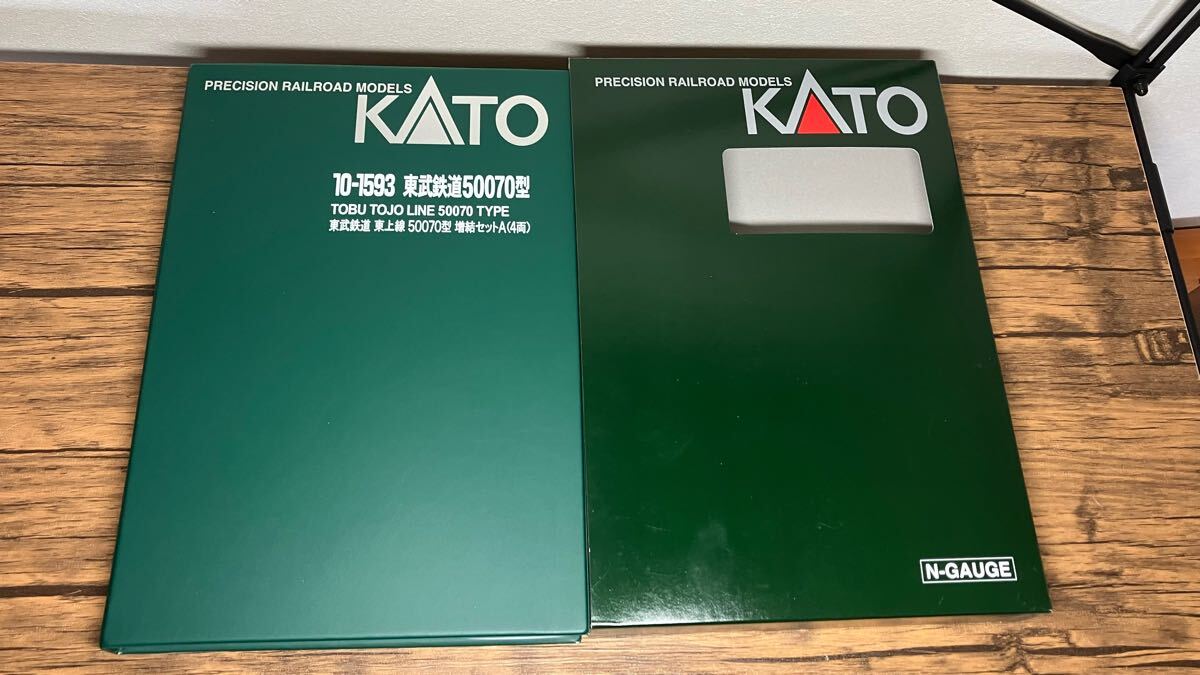 PRECISION RAILROAD MODELS
KATO
10-1593 東武鉄道50070型
TOBU TOJO LINE 50070 TYPE
東武鉄道 東上線 50070型 増結セットA(4両)
PRECISION RAILROAD MODELS
KATO
N-GAUGE